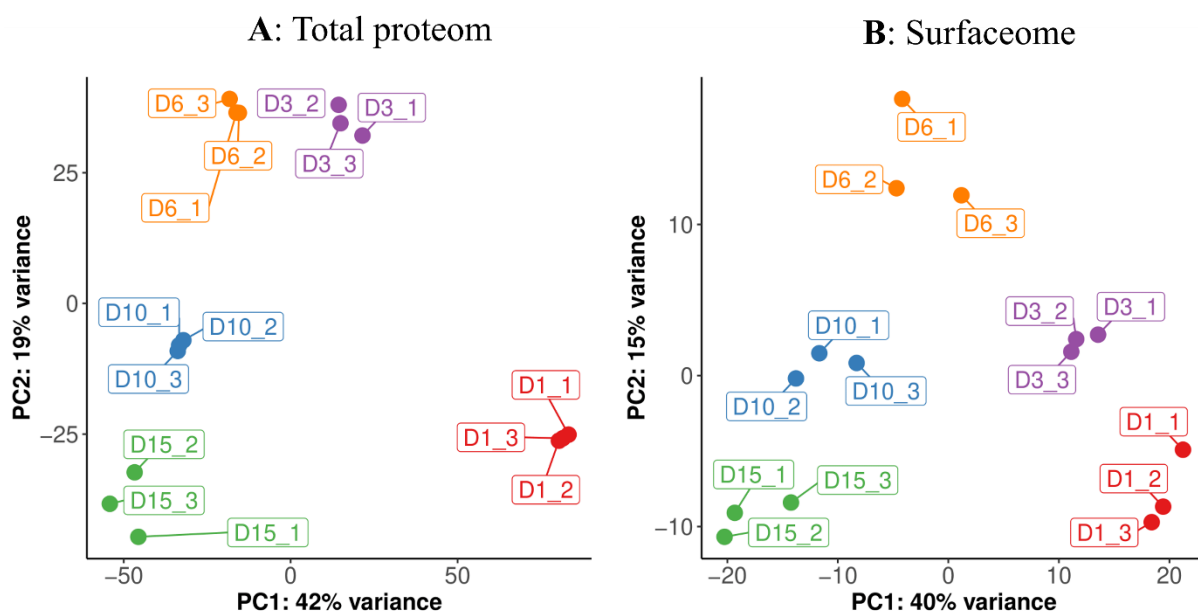 A: Total proteom
D6_3
D3_2
D3_1
D6_2
D3_3
D6_1
D10_1
D10_2
D10_3
D1_1
D1_3
D1_2
D15_2
D15_3
D15_1
25
0
−25
−50
0
50
PC2: 19% variance
PC1: 42% variance
B: Surfaceome
D6_1
D6_2
D6_3
D3_2
D3_1
D10_1
D3_3
D10_2
D10_3
D1_1
D15_1
D15_3
D1_2
D15_2
D1_3
10
0
−10
−20
−10
0
10
20
PC2: 15% variance
PC1: 40% variance